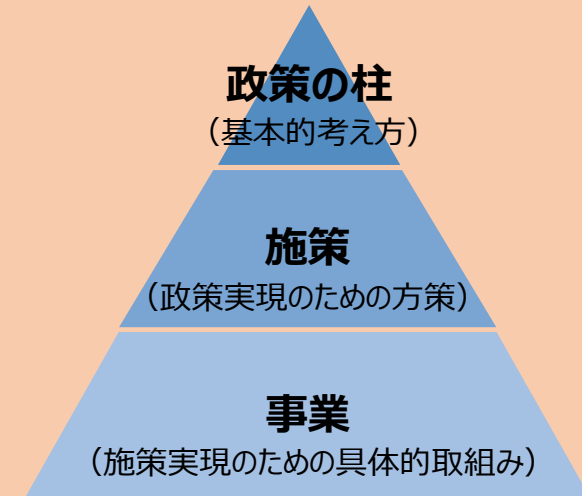 政策の柱
（基本的考え方）
施策
（政策実現のための方策）
事業
（施策実現のための具体的取組み）